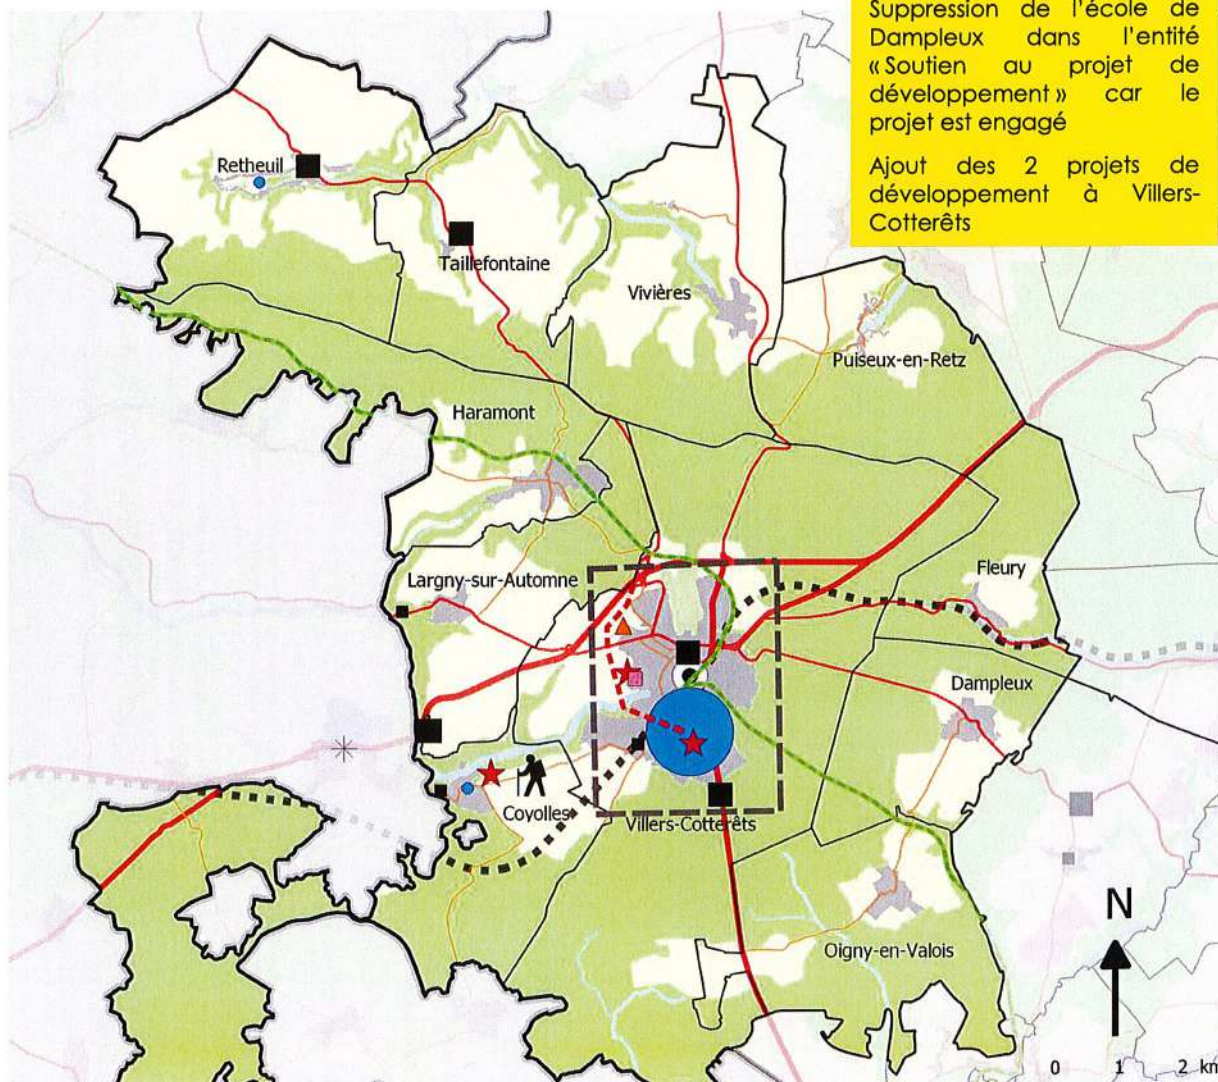 Suppression de l'école de
Dampleux dans l'entité
«Soutien au projet de
développement» car le
projet est engagé
Ajout des 2 projets de
développement à Villers-
Cotterêts
Retheuil
Taillefontaine
Vivières
Puiseux-en-Retz
Haramont
Largny-sur-Automne
Fleury
Dampleux
Coyolles
Villers-Cotterêts
Oigny-en-Valois
N
0 1 2 km